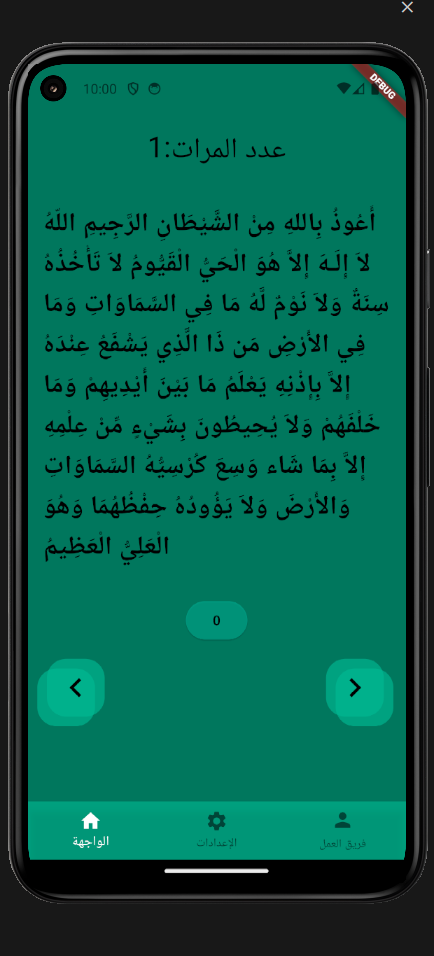 10:00
DEBUG
عدد المرات:1
أعُوذُ بِاللهِ مِنْ الشَّيْطَانِ الرَّجِيمِ اللّهُ
لاَ إِلَـهَ إِلاَّ هُوَ الْحَيُّ الْقَيُّومُ لاَ تَأْخُذُهُ
سِنَةٌ وَلاَ نَوْمٌ لَّهُ مَا فِي السَّمَاوَاتِ وَمَا
فِي الأَرْضِ مَن ذَا الَّذِي يَشْفَعُ عِنْدَهُ
إِلاَّ بِإِذْنِهِ يَعْلَمُ مَا بَيْنَ أَيْدِيهِمْ وَمَا
خَلْفَهُمْ وَلاَ يُحِيطُونَ بِشَيْءٍ مِّنْ عِلْمِهِ
إِلاَّ بِمَا شَاء وَسِعَ كُرْسِيُّهُ السَّمَاوَاتِ
وَالأَرْضَ وَلاَ يَؤُودُهُ حِفْظُهُمَا وَهُوَ
الْعَلِيُّ الْعَظِيمُ
0
الواجهة
الإعدادات
فريق العمل